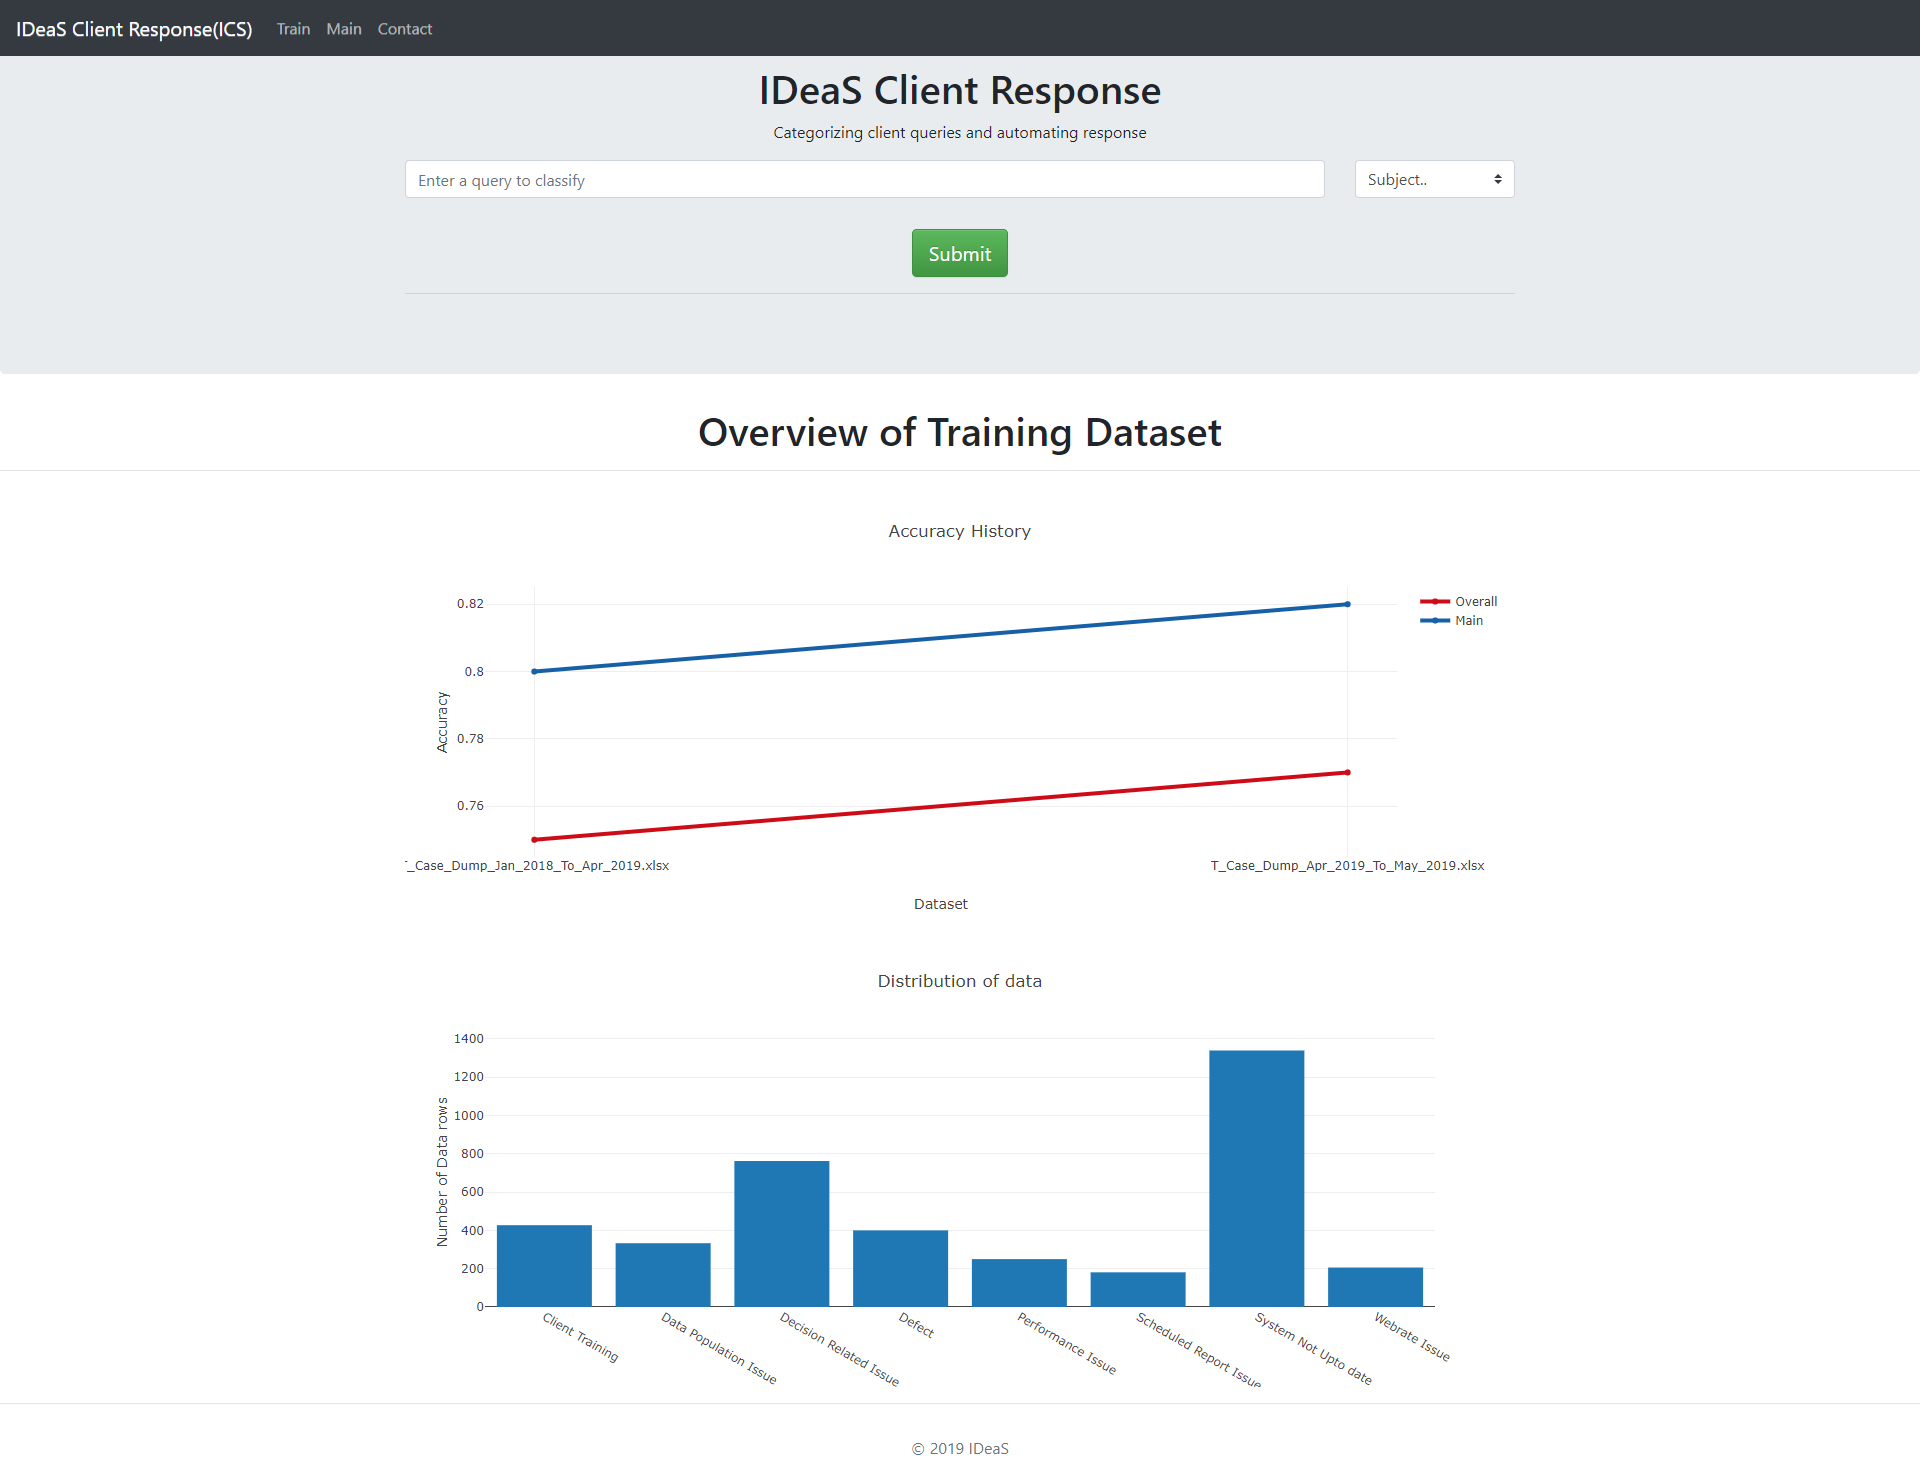 IDeaS Client Response(ICS) Train Main Contact
IDeaS Client Response
Categorizing client queries and automating response
Enter a query to classify Subject..
Submit
Overview of Training Dataset
Accuracy History
0.82
0.8
0.78
0.76
Accuracy
Overall
Main
_Case_Dump_Jan_2018_To_Apr_2019.xlsx T_Case_Dump_Apr_2019_To_May_2019.xlsx
Dataset
Distribution of data
1400
1200
1000
800
600
400
200
0
Number of Data rows
Client Training
Data Population Issue
Decision Related Issue
Defect
Performance Issue
Scheduled Report Issue
System Not Upto date
Webrate Issue
© 2019 IDeaS